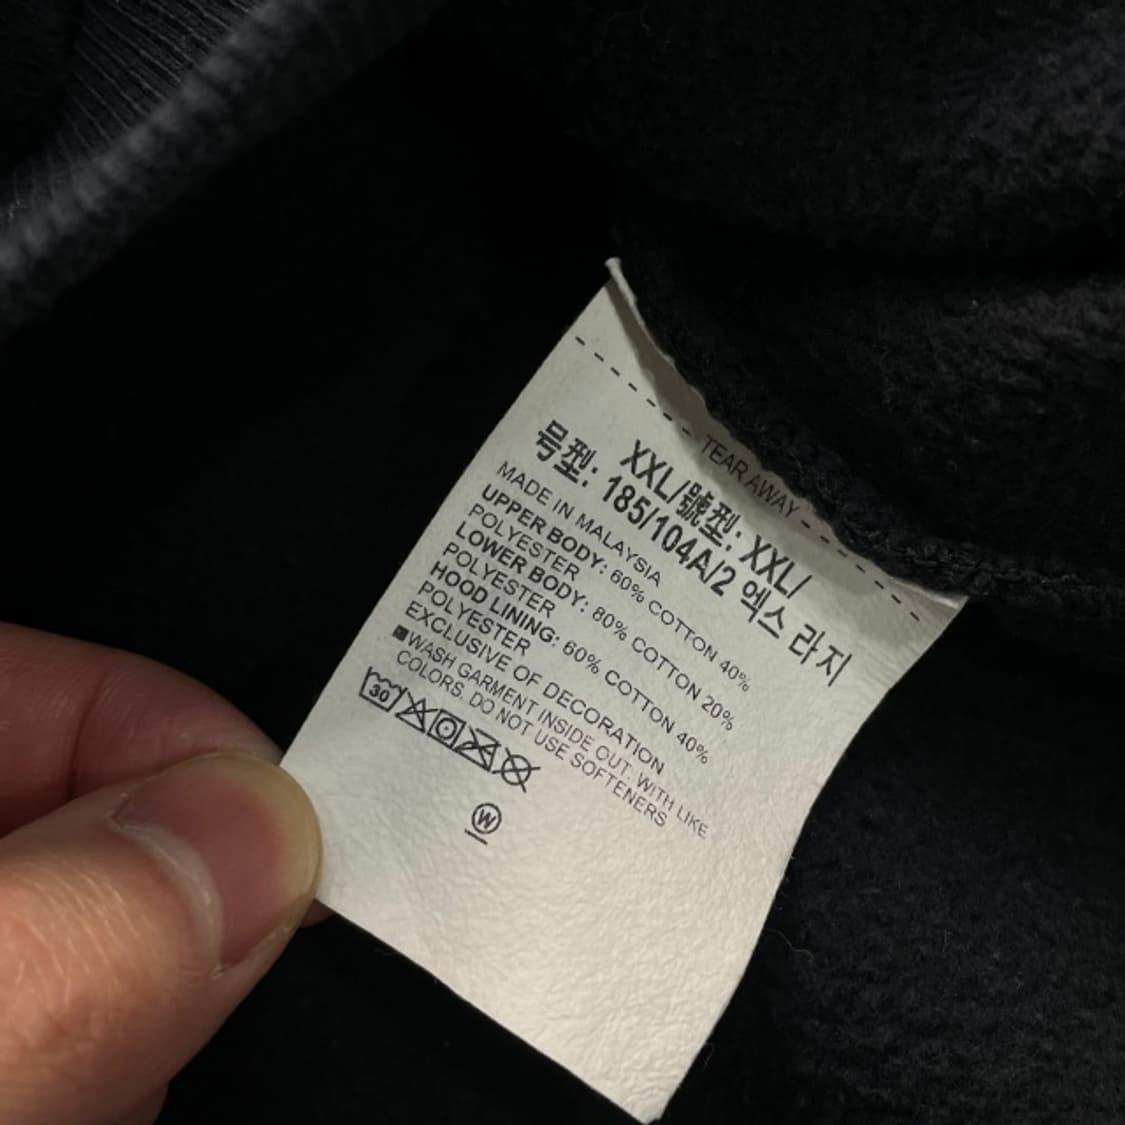 TEAR AWAY
XXL/號型: XXL/
号型: 185/104A/2 엑스 라지
MADE IN MALAYSIA
UPPER BODY: 60% COTTON 40%
POLYESTER
LOWER BODY: 80% COTTON 20%
POLYESTER
HOOD LINING: 60% COTTON 40%
POLYESTER
EXCLUSIVE OF DECORATION
WASH GARMENT INSIDE OUT. WITH LIKE
COLORS. DO NOT USE SOFTENERS
30
W